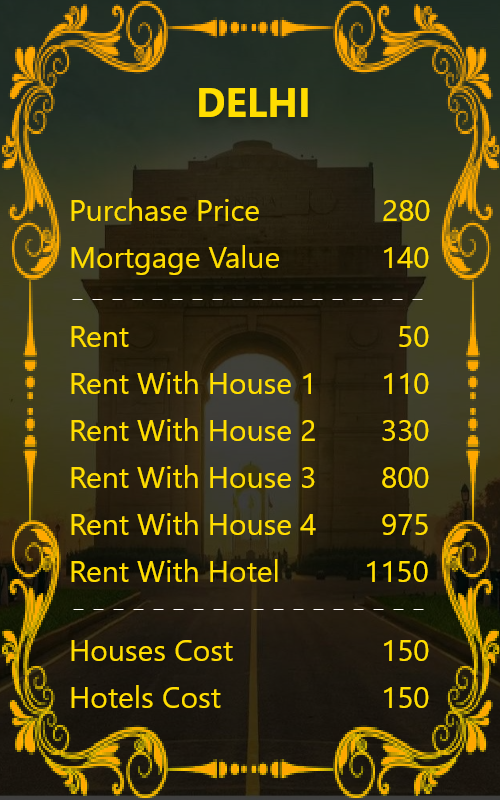 DELHI
Purchase Price 280
Mortgage Value 140
Rent 50
Rent With House 1 110
Rent With House 2 330
Rent With House 3 800
Rent With House 4 975
Rent With Hotel 1150
Houses Cost 150
Hotels Cost 150